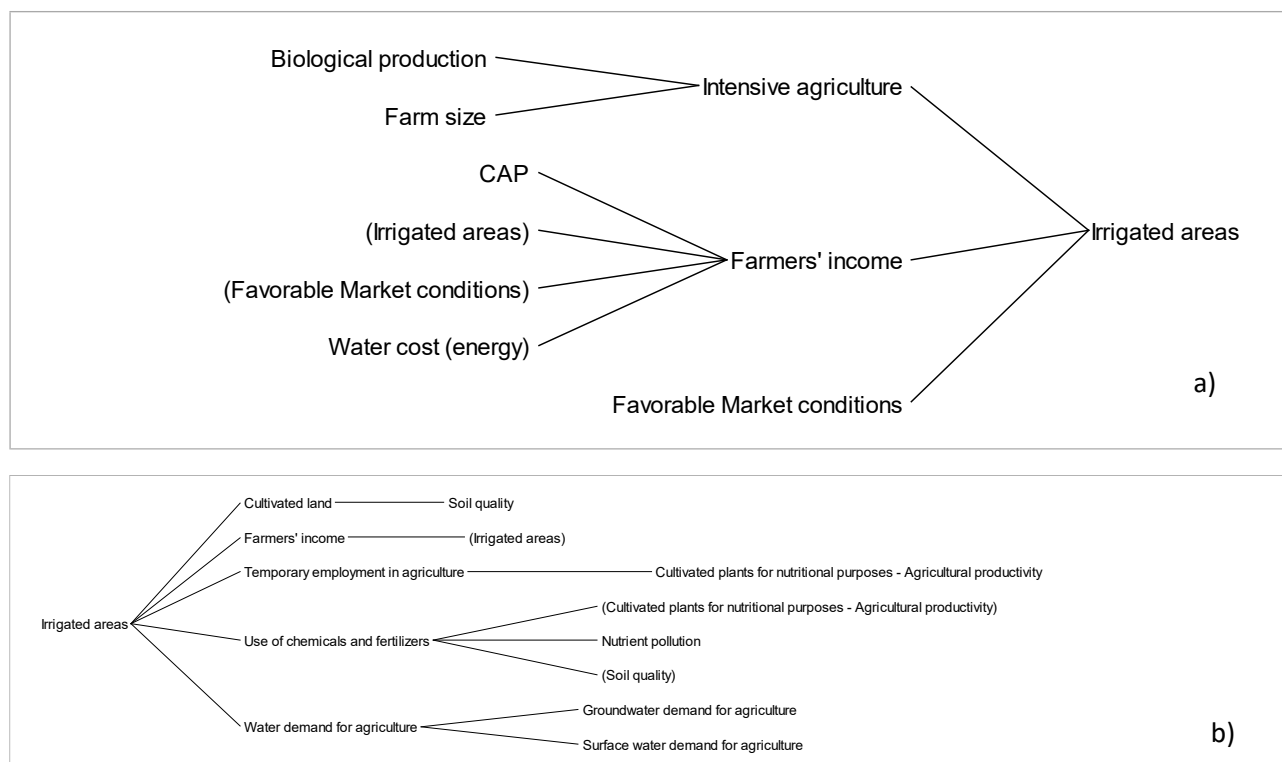 Biological production
Intensive agriculture
Farm size
CAP
(Irrigated areas)
Irrigated areas
Farmers' income
(Favorable Market conditions)
Water cost (energy)
Favorable Market conditions
a)
Cultivated land
Soil quality
Farmers' income
(Irrigated areas)
Temporary employment in agriculture
Cultivated plants for nutritional purposes - Agricultural productivity
(Cultivated plants for nutritional purposes - Agricultural productivity)
Irrigated areas
Use of chemicals and fertilizers
Nutrient pollution
(Soil quality)
Groundwater demand for agriculture
Water demand for agriculture
Surface water demand for agriculture
b)